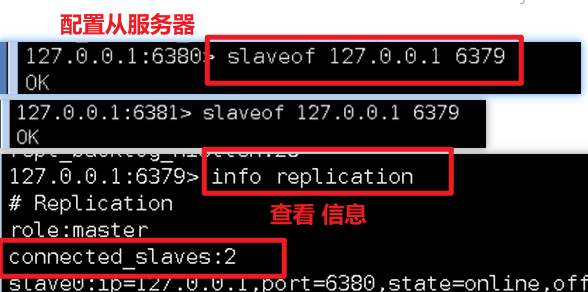 配置从服务器
127.0.0.1:6380> slaveof 127.0.0.1 6379
OK
127.0.0.1:6381> slaveof 127.0.0.1 6379
OK
127.0.0.1:6379> info replication
# Replication
查看 信息
role:master
connected_slaves:2
slave0:ip=127.0.0.1,port=6380,state=online,off